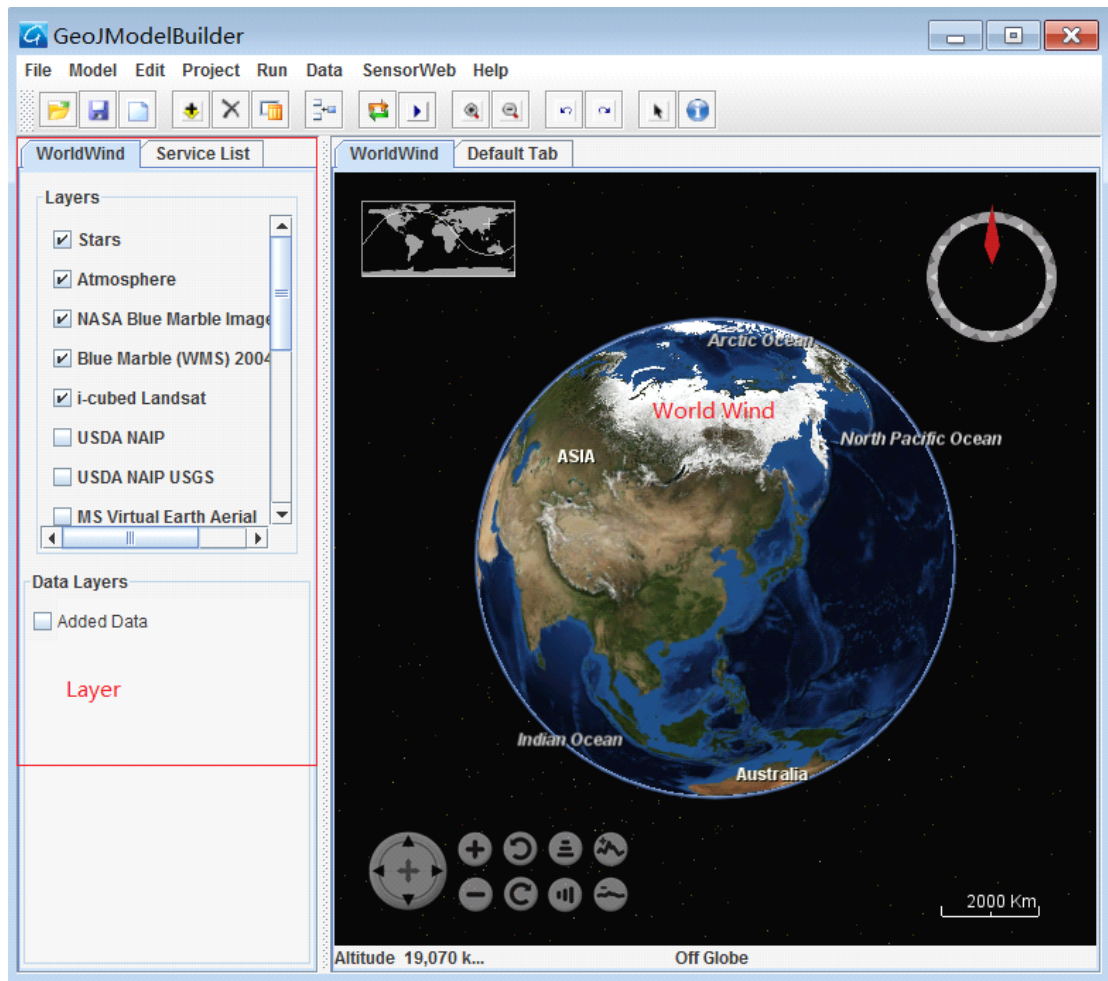 GeoJModelBuilder
File Model Edit Project Run Data SensorWeb Help
WorldWind Service List
Layers
Stars
Atmosphere
NASA Blue Marble Image
Blue Marble (WMS) 2004
i-cubed Landsat
USDA NAIP
USDA NAIP USGS
MS Virtual Earth Aerial
Data Layers
Added Data
Layer
WorldWind Default Tab
Arctic Ocean
World Wind
North Pacific Ocean
ASIA
Indian Ocean
Australia
2000 Km
Altitude 19,070 k... Off Globe